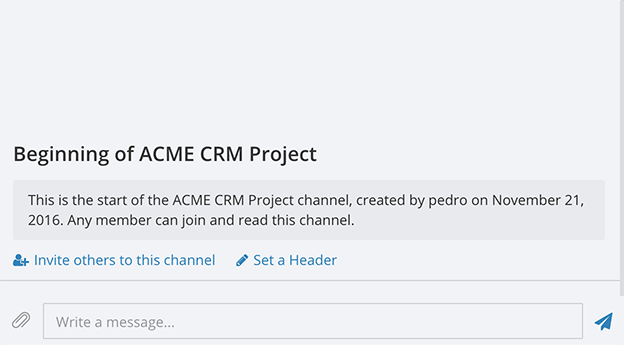 Beginning of ACME CRM Project
This is the start of the ACME CRM Project channel, created by pedro on November 21,
2016. Any member can join and read this channel.
Invite others to this channel Set a Header
Write a message...